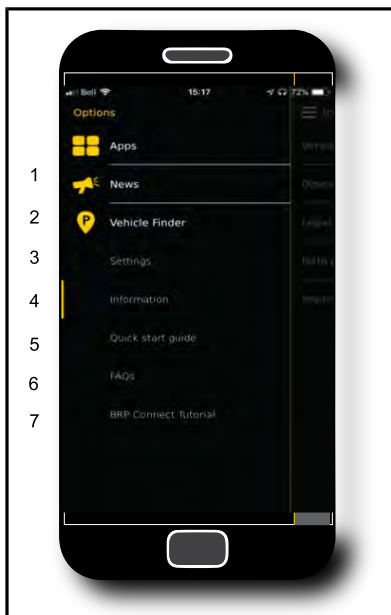 Bell 15:17 72%
Options
Apps
1 News
2 Vehicle Finder
3 Settings
4 Information
5 Quick start guide
6 FAQs
7 BRP Connect Tutorial